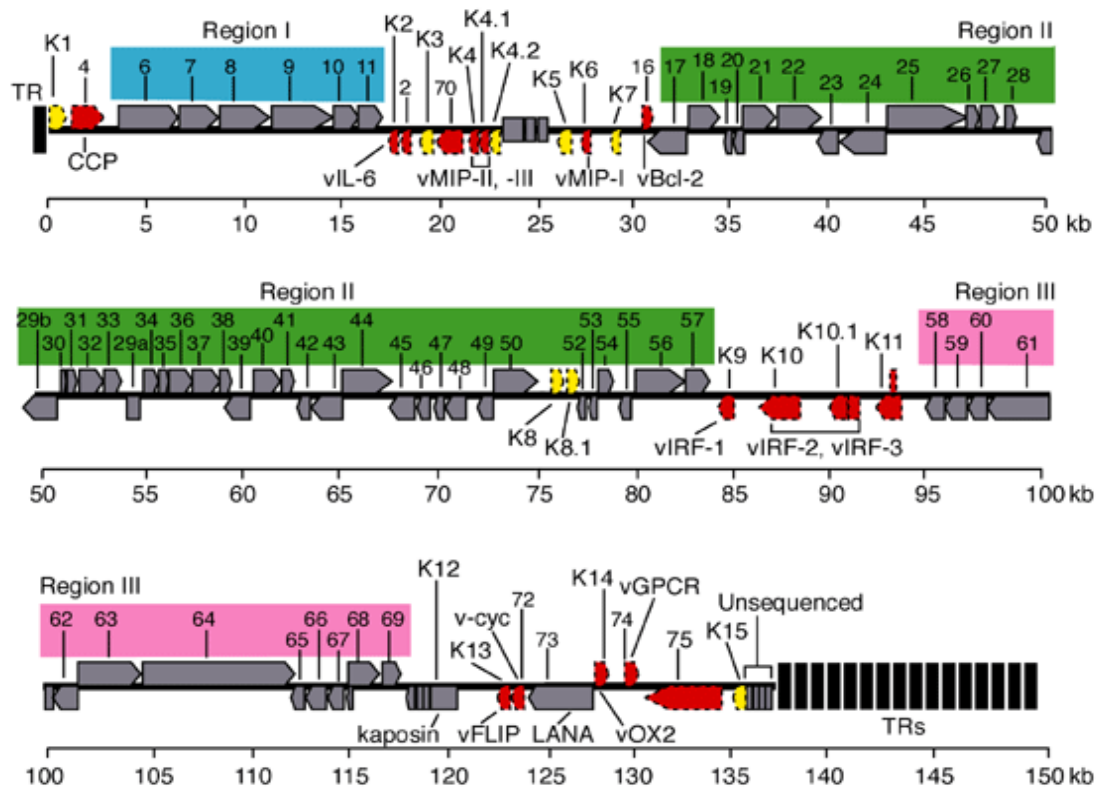 Region I
Region II
K1 4 6 7 8 9 10 11 K2 2 K3 70 K4 K4.1 K4.2 K5 K6 K7 16 17 18 19 20 21 22 23 24 25 26 27 28
TR
CCP
vIL-6 vMIP-II, -III vMIP-I vBcl-2
0 5 10 15 20 25 30 35 40 45 50 kb
Region II
Region III
29b 30 31 32 33 29a 34 35 36 37 38 39 40 41 42 43 44 45 46 47 48 49 50 K8 K8.1 52 53 54 55 56 57 K9 K10 K10.1 K11 58 59 60 61
vIRF-1 vIRF-2, vIRF-3
50 55 60 65 70 75 80 85 90 95 100 kb
Region III
62 63 64 65 66 67 68 69 K12 K13 v-cyc 72 73 K14 74 vGPCR 75 K15 Unsequenced
kaposin vFLIP LANA vOX2 TRs
100 105 110 115 120 125 130 135 140 145 150 kb